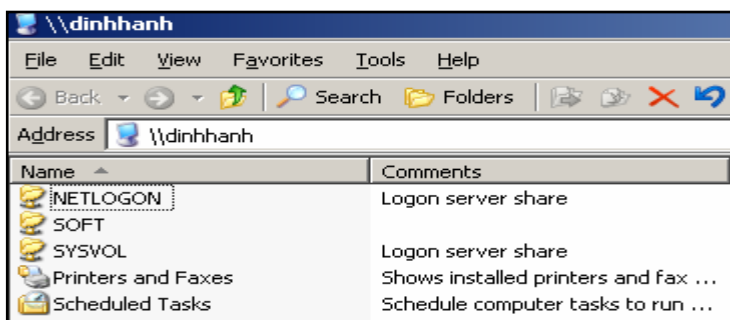 \\dinhhanh
File Edit View Favorites Tools Help
Back Search Folders
Address \\dinhhanh
Name Comments
NETLOGON Logon server share
SOFT
SYSVOL Logon server share
Printers and Faxes Shows installed printers and fax ...
Scheduled Tasks Schedule computer tasks to run ...